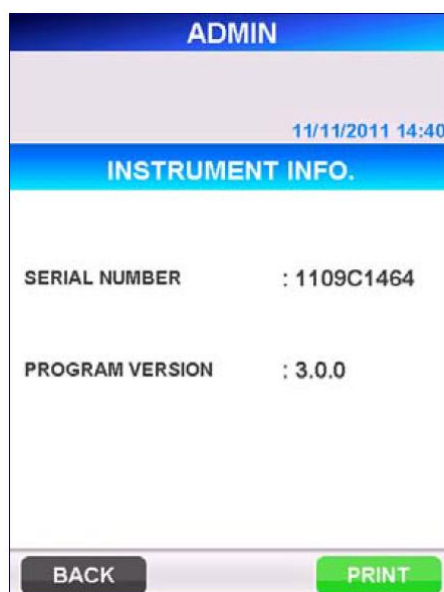 ADMIN
11/11/2011 14:40
INSTRUMENT INFO.
SERIAL NUMBER : 1109C1464
PROGRAM VERSION : 3.0.0
BACK PRINT